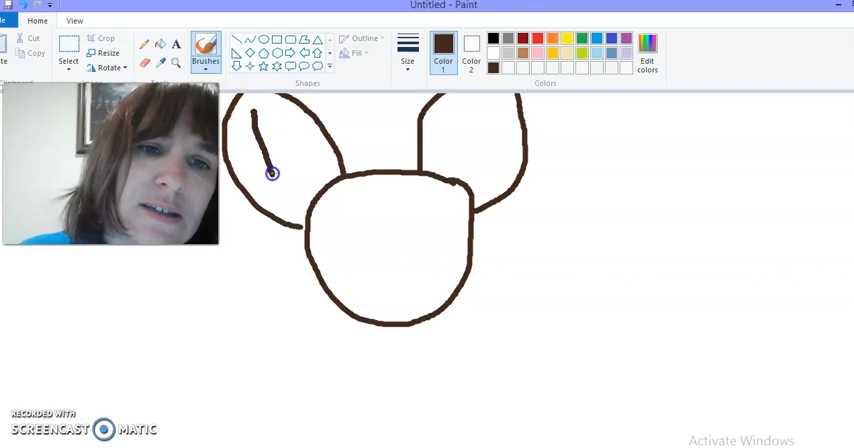 Untitled - Paint
Home View
Cut
Copy
Select
Crop
Resize
Rotate
Brushes
Shapes
Outline
Fill
Size
Color
1
Color
2
Edit
colors
Colors
RECORDED WITH
SCREENCAST MATIC
Activate Windows